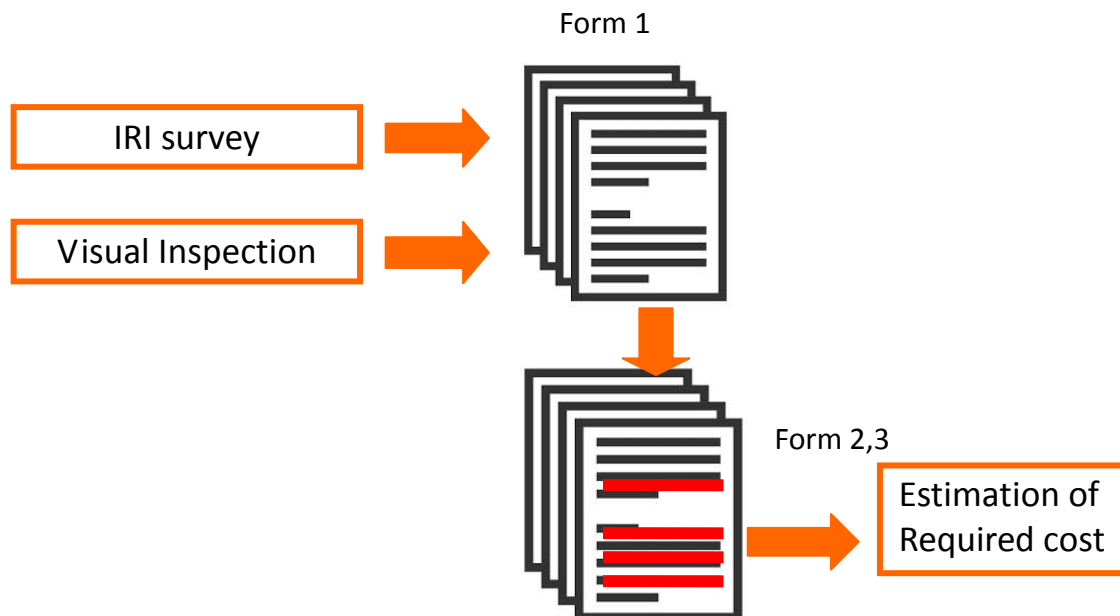 Form 1
IRI survey
Visual Inspection
Form 2,3
Estimation of
Required cost